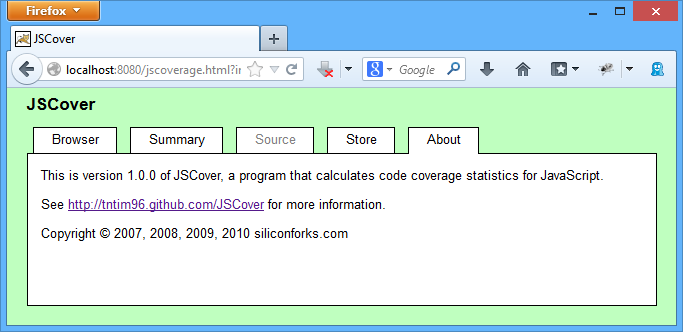 Firefox
JSCover
localhost:8080/jscoverage.html?i
Google
JSCover
Browser Summary Source Store About
This is version 1.0.0 of JSCover, a program that calculates code coverage statistics for JavaScript.
See http://tntim96.github.com/JSCover for more information.
Copyright © 2007, 2008, 2009, 2010 siliconforks.com